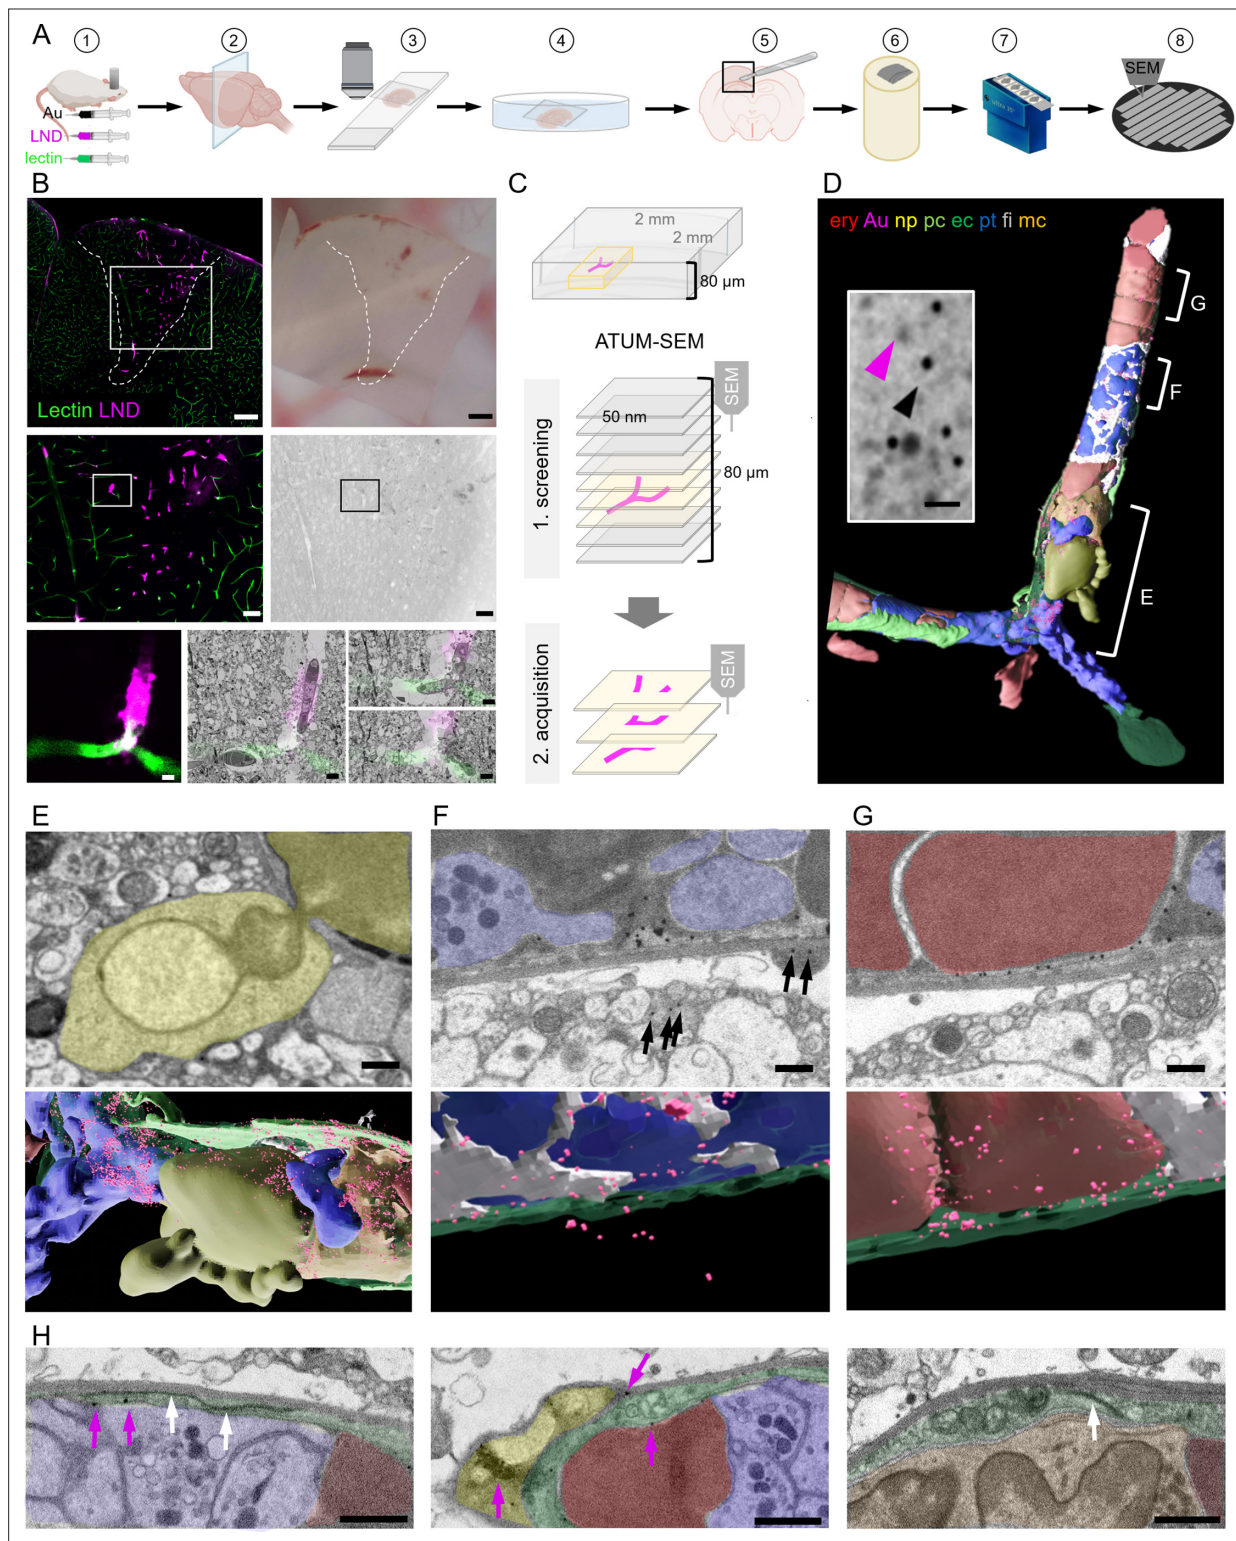 A
1
2
3
4
5
6
7
8
Au
LND
lectin
SEM
B
Lectin LND
C
2 mm
2 mm
80 µm
ATUM-SEM
1. screening
50 nm
SEM
80 µm
2. acquisition
SEM
D
ery Au np pc ec pt fi mc
G
F
E
E
F
G
H